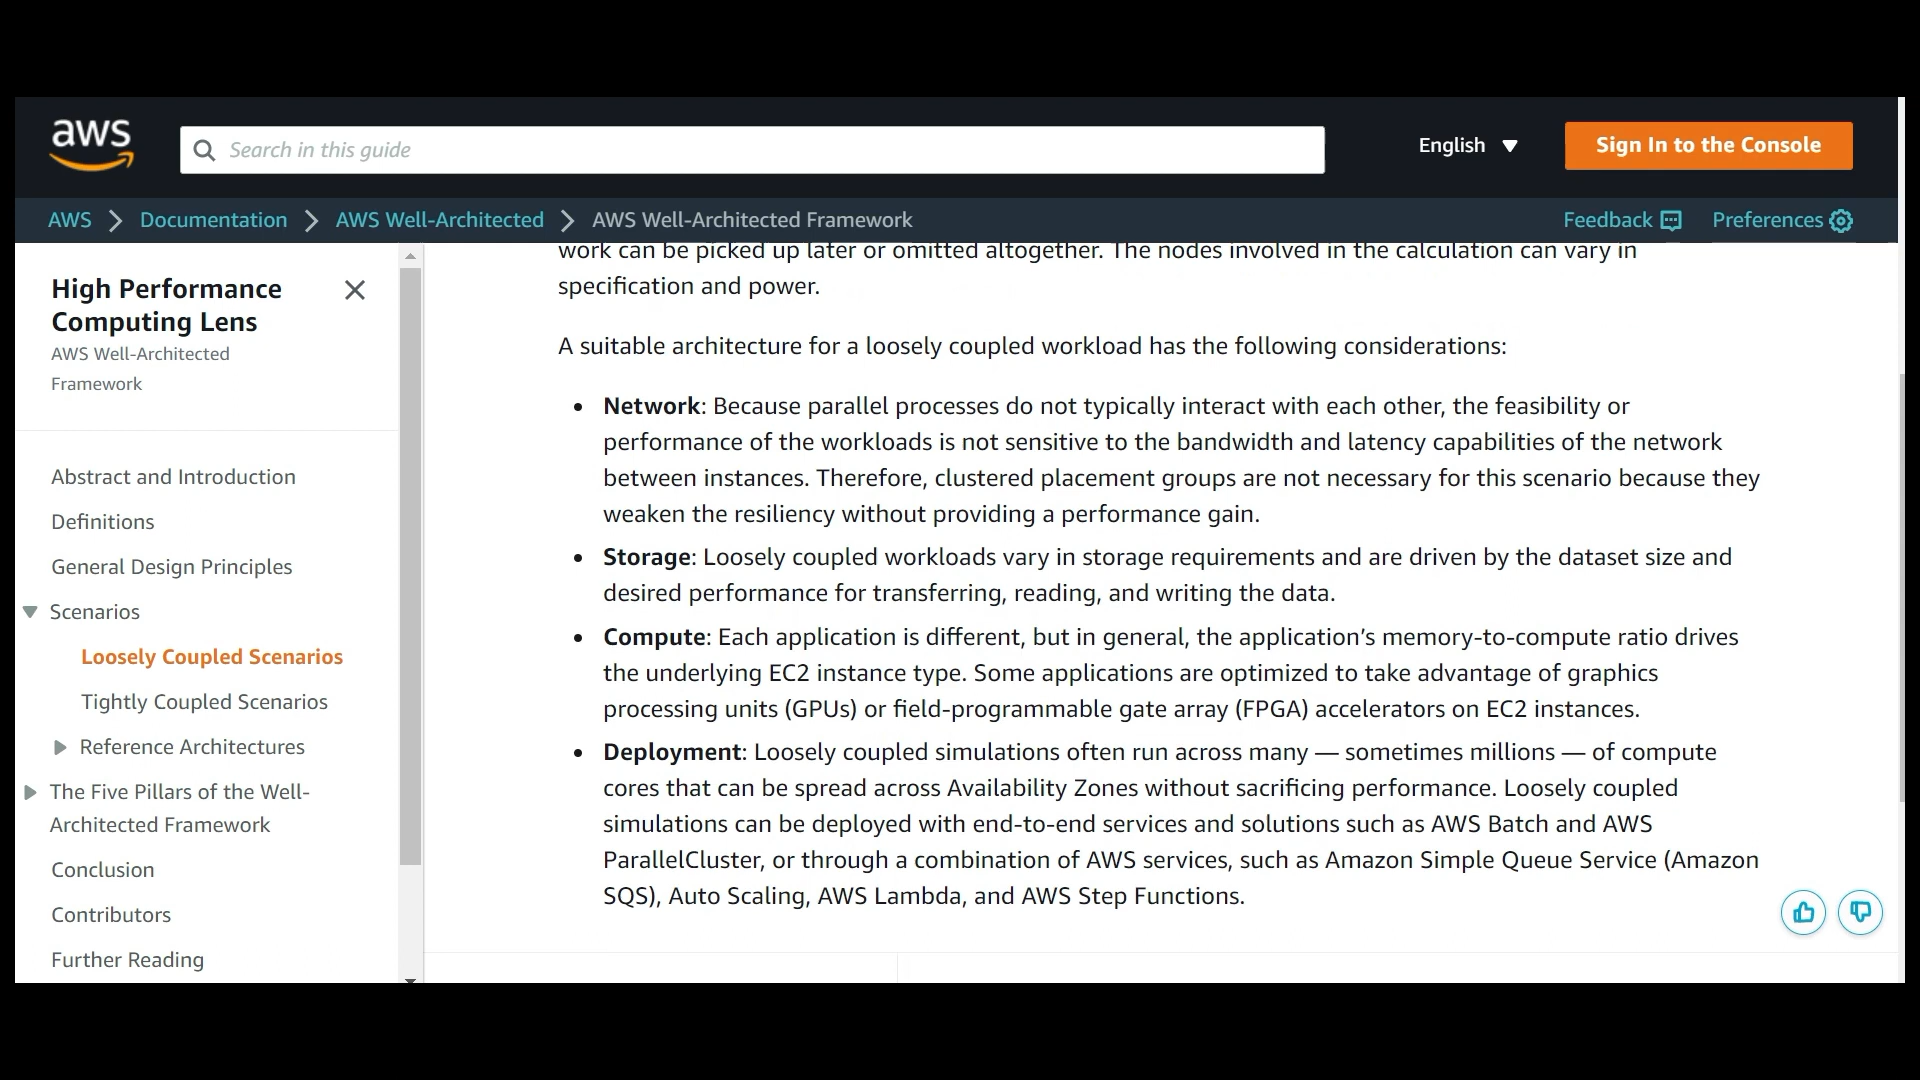 aws
Search in this guide
English
Sign In to the Console
AWS
Documentation
AWS Well-Architected
AWS Well-Architected Framework
Feedback
Preferences
High Performance
Computing Lens
AWS Well-Architected
Framework
Abstract and Introduction
Definitions
General Design Principles
Scenarios
Loosely Coupled Scenarios
Tightly Coupled Scenarios
Reference Architectures
The Five Pillars of the Well-
Architected Framework
Conclusion
Contributors
Further Reading
work can be picked up later or omitted altogether. The nodes involved in the calculation can vary in
specification and power.
A suitable architecture for a loosely coupled workload has the following considerations:
• Network: Because parallel processes do not typically interact with each other, the feasibility or
performance of the workloads is not sensitive to the bandwidth and latency capabilities of the network
between instances. Therefore, clustered placement groups are not necessary for this scenario because they
weaken the resiliency without providing a performance gain.
• Storage: Loosely coupled workloads vary in storage requirements and are driven by the dataset size and
desired performance for transferring, reading, and writing the data.
• Compute: Each application is different, but in general, the application’s memory-to-compute ratio drives
the underlying EC2 instance type. Some applications are optimized to take advantage of graphics
processing units (GPUs) or field-programmable gate array (FPGA) accelerators on EC2 instances.
• Deployment: Loosely coupled simulations often run across many — sometimes millions — of compute
cores that can be spread across Availability Zones without sacrificing performance. Loosely coupled
simulations can be deployed with end-to-end services and solutions such as AWS Batch and AWS
ParallelCluster, or through a combination of AWS services, such as Amazon Simple Queue Service (Amazon
SQS), Auto Scaling, AWS Lambda, and AWS Step Functions.